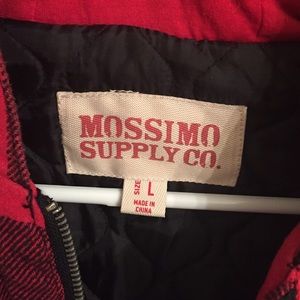 MOSSIMO
SUPPLY CO.
SIZE
L
MADE IN
CHINA